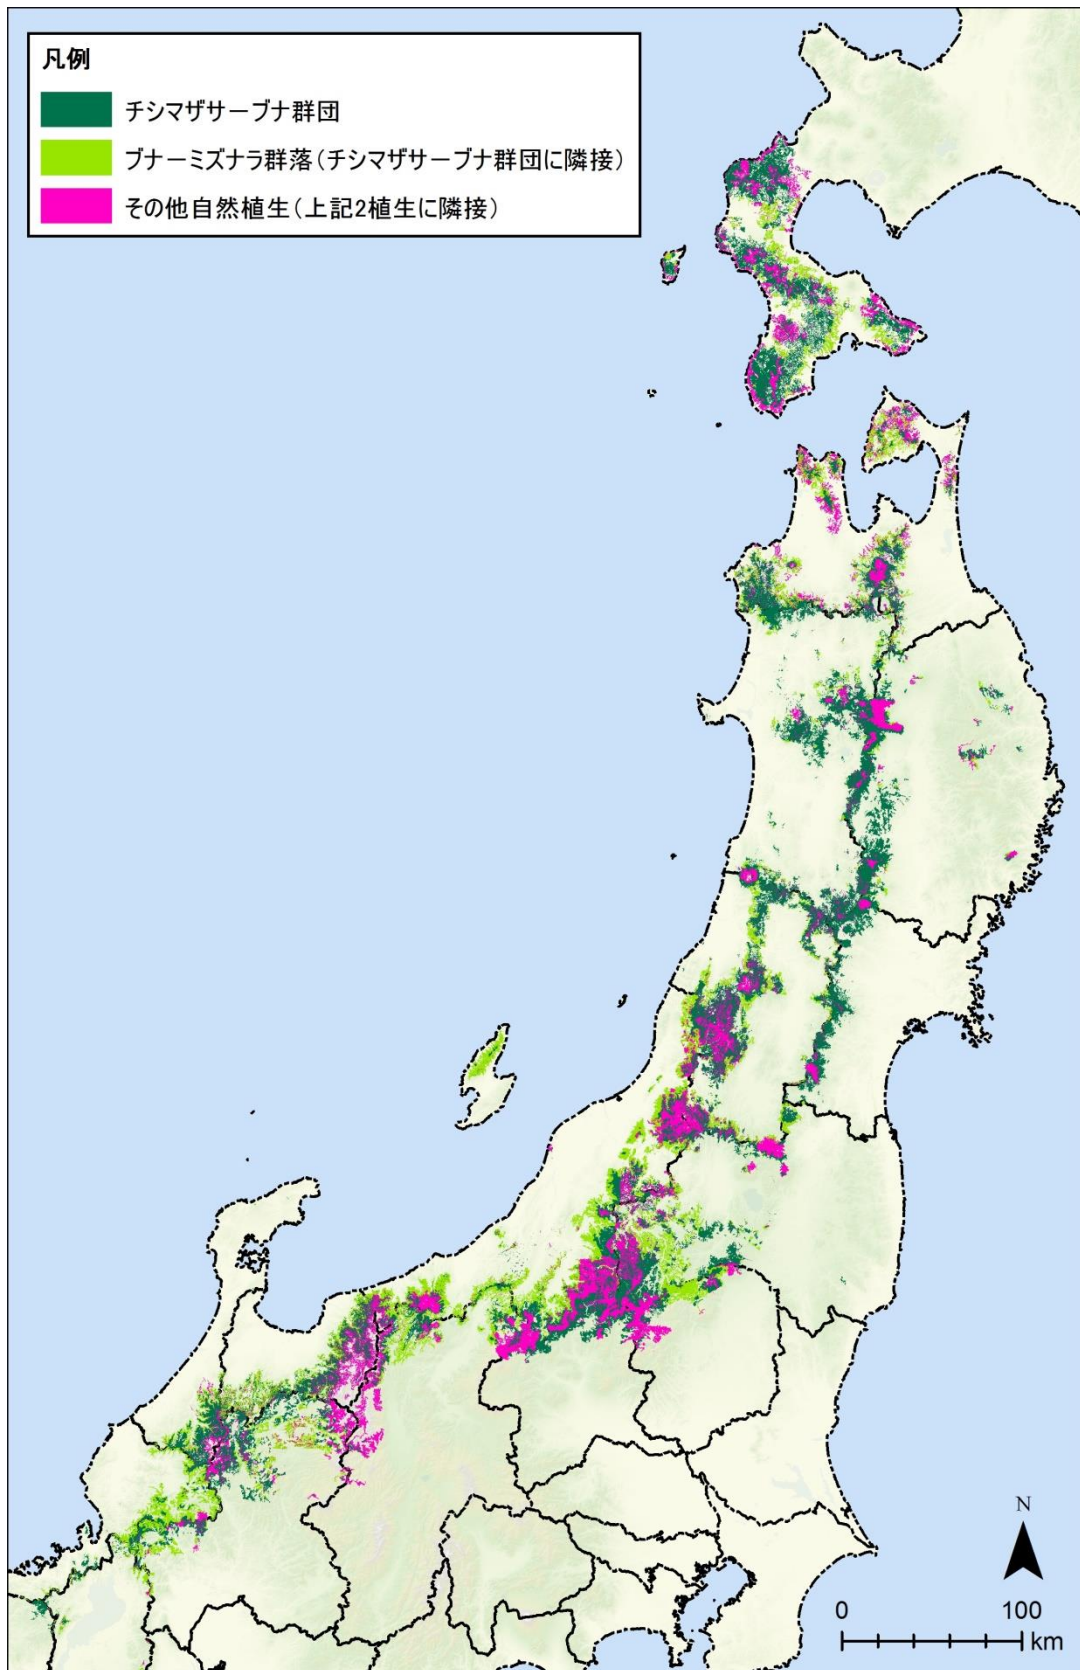 凡例
チシマザサーブナ群団
ブナーミズナラ群落(チシマザサーブナ群団に隣接)
その他自然植生(上記2植生に隣接)
N
0 100
km